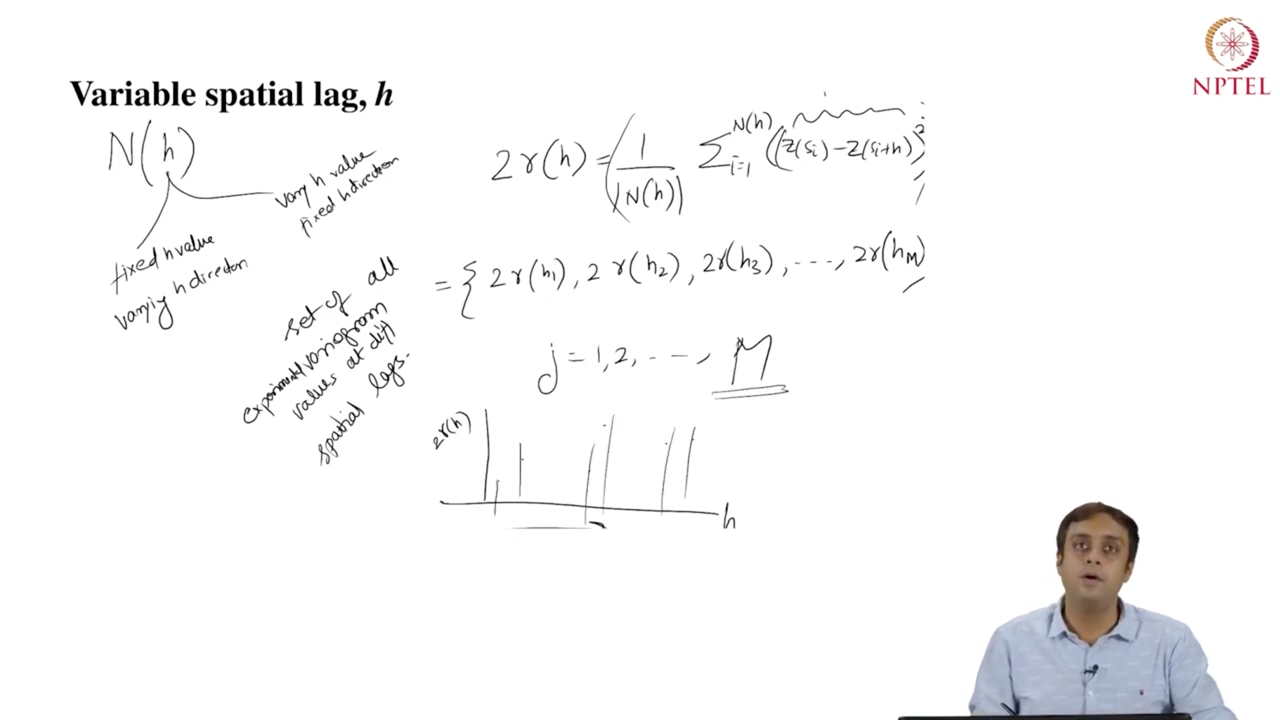 NPTEL
Variable spatial lag, h
N(h)
vary h value
fixed h direction
fixed h value
varying h direction
2γ(h) = (1/|N(h)|) Σ_{i=1}^{N(h)} (Z(si) - Z(si+h))²
= { 2γ(h1), 2γ(h2), 2γ(h3), ..., 2γ(hM)
set of all
experimental variogram
values at diff
spatial lags.
j = 1, 2, ..., M
2γ(h)
h